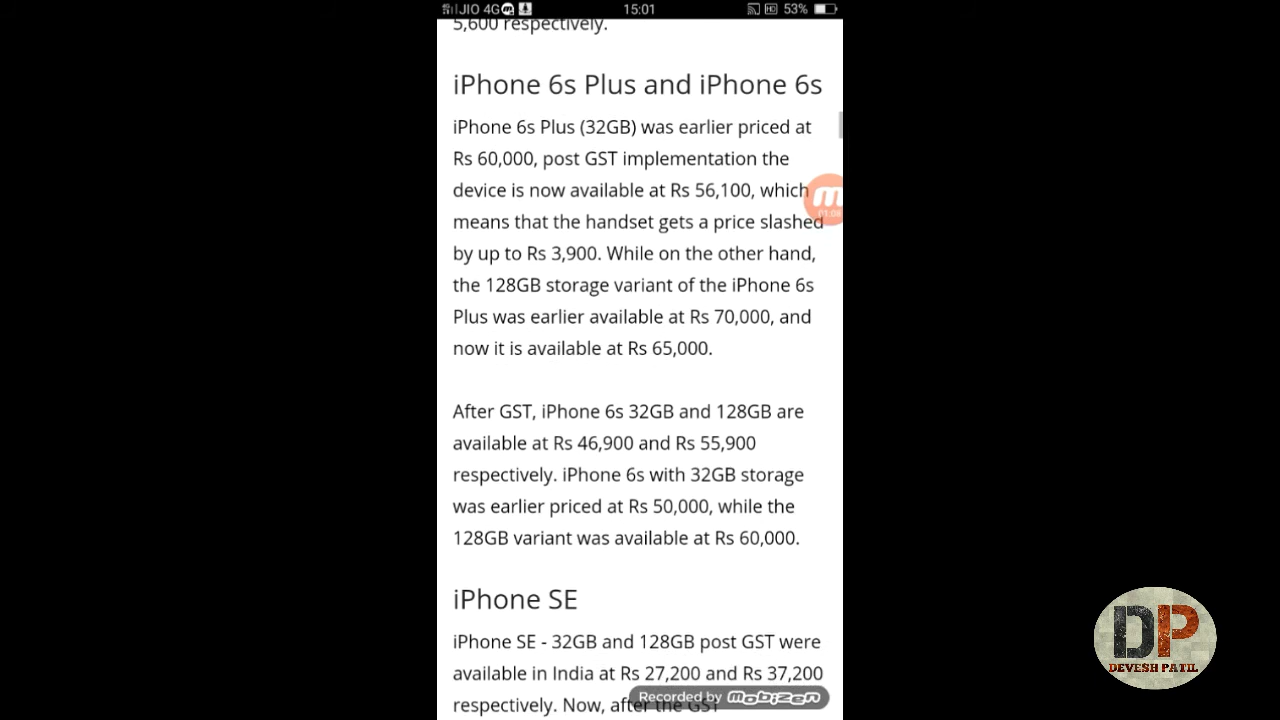 JIO 4G
15:01
HD
53%
5,600 respectively.
iPhone 6s Plus and iPhone 6s
iPhone 6s Plus (32GB) was earlier priced at
Rs 60,000, post GST implementation the
device is now available at Rs 56,100, which
means that the handset gets a price slashed
by up to Rs 3,900. While on the other hand,
the 128GB storage variant of the iPhone 6s
Plus was earlier available at Rs 70,000, and
now it is available at Rs 65,000.
After GST, iPhone 6s 32GB and 128GB are
available at Rs 46,900 and Rs 55,900
respectively. iPhone 6s with 32GB storage
was earlier priced at Rs 50,000, while the
128GB variant was available at Rs 60,000.
iPhone SE
iPhone SE - 32GB and 128GB post GST were
available in India at Rs 27,200 and Rs 37,200
respectively. Now, after the GST
Recorded by mobizen
DP
DEVESH PATIL